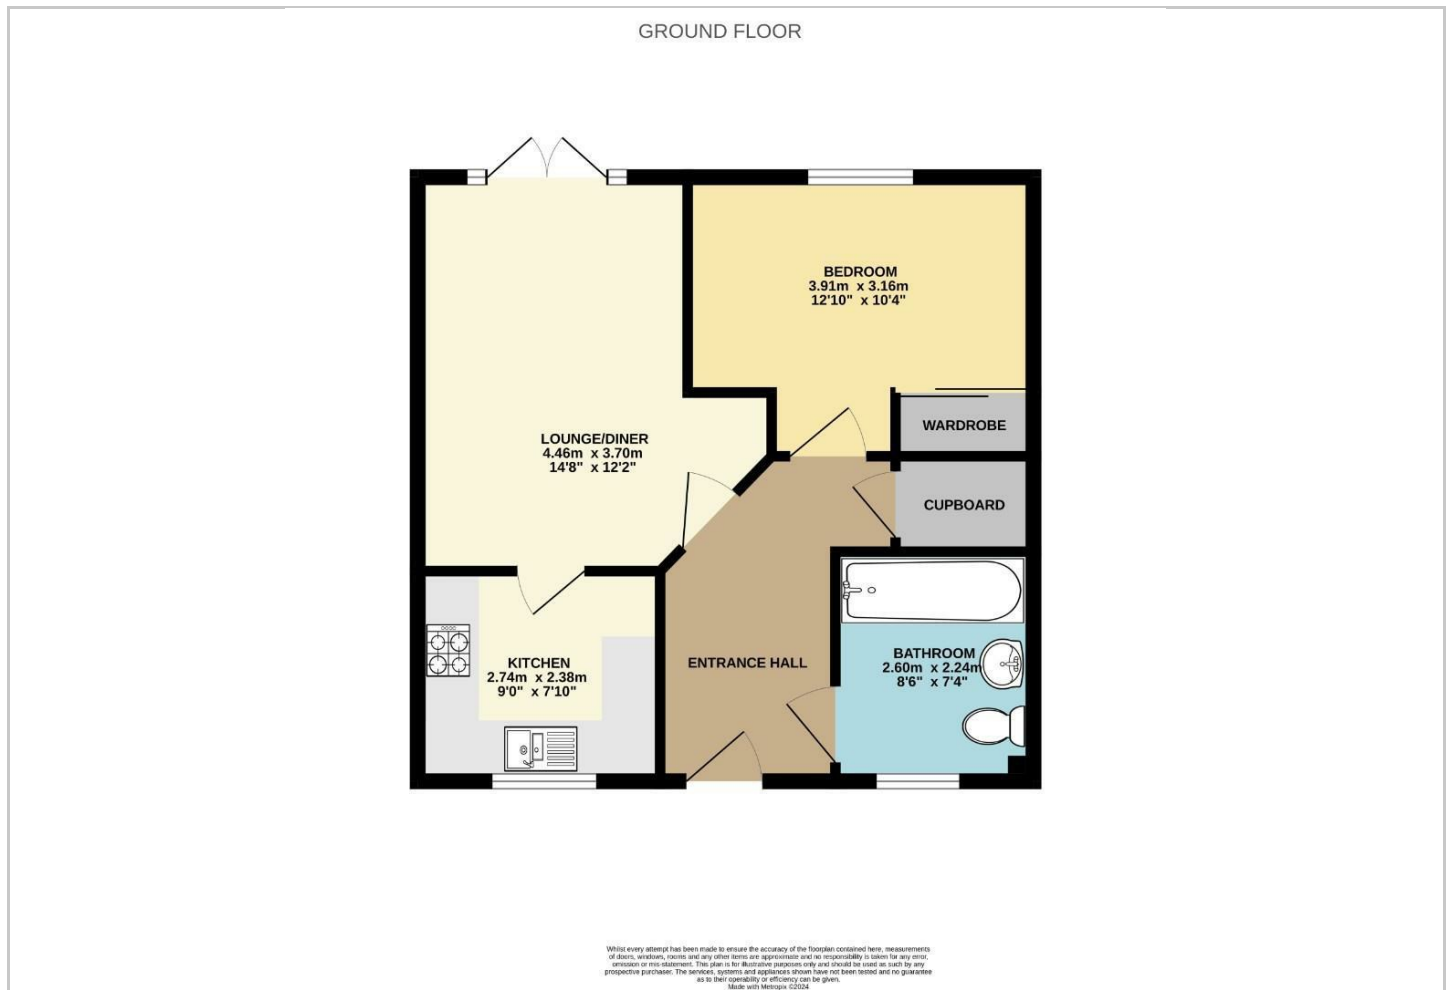 GROUND FLOOR
BEDROOM
3.91m x 3.16m
12'10" x 10'4"
WARDROBE
LOUNGE/DINER
4.46m x 3.70m
14'8" x 12'2"
CUPBOARD
KITCHEN
2.74m x 2.38m
9'0" x 7'10"
ENTRANCE HALL
BATHROOM
2.60m x 2.24m
8'6" x 7'4"
Whilst every attempt has been made to ensure the accuracy of the floorplan contained here, measurements
of doors, windows, rooms and any other items are approximate and no responsibility is taken for any error,
omission or mis-statement. This plan is for illustrative purposes only and should be used as such by any
prospective purchaser. The services, systems and appliances shown have not been tested and no guarantee
as to their operability or efficiency can be given.
Made with Metropix ©2024